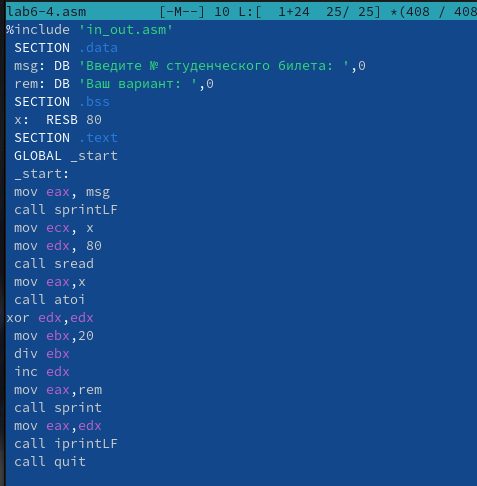 lab6-4.asm [-M--] 10 L:[ 1+24 25/ 25] *(408 / 408
%include 'in_out.asm'
SECTION .data
msg: DB 'Введите № студенческого билета: ',0
rem: DB 'Ваш вариант: ',0
SECTION .bss
x: RESB 80
SECTION .text
GLOBAL _start
_start:
mov eax, msg
call sprintLF
mov ecx, x
mov edx, 80
call sread
mov eax,x
call atoi
xor edx,edx
mov ebx,20
div ebx
inc edx
mov eax,rem
call sprint
mov eax,edx
call iprintLF
call quit